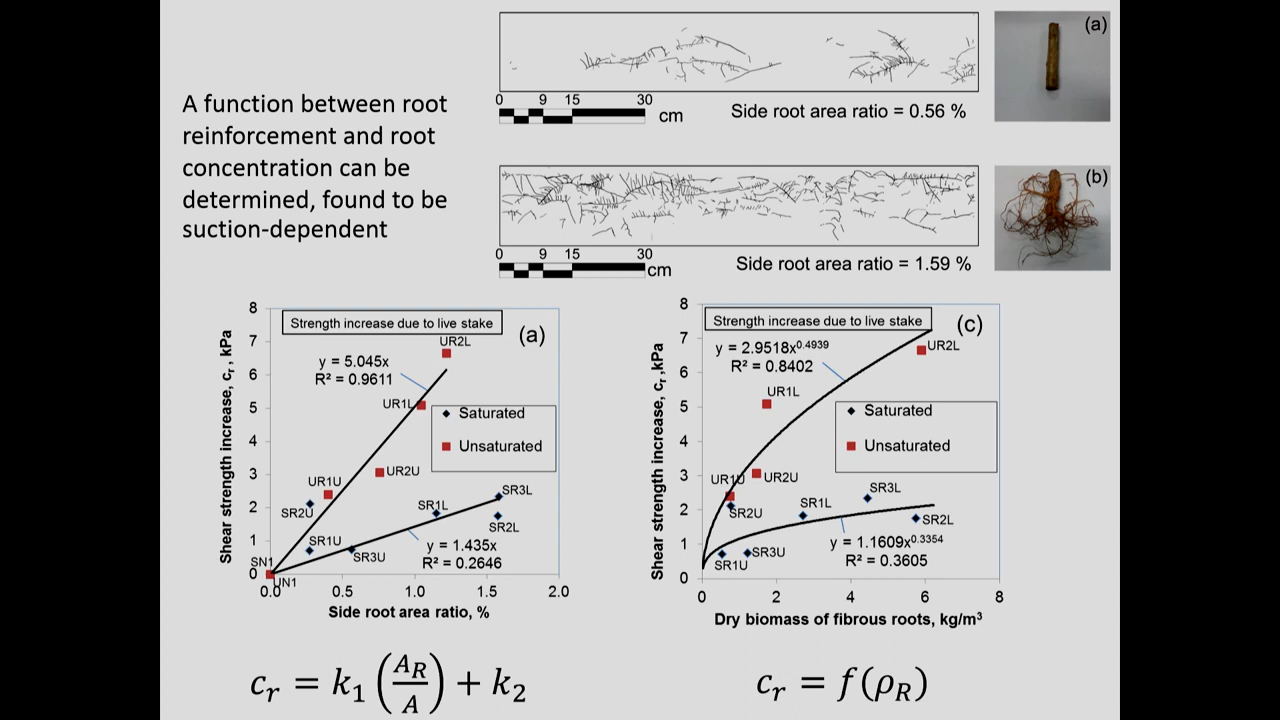 A function between root
reinforcement and root
concentration can be
determined, found to be
suction-dependent
(a)
0 9 15 30
cm
Side root area ratio = 0.56 %
(b)
0 9 15 30
cm
Side root area ratio = 1.59 %
Strength increase due to live stake
(a)
Shear strength increase, cr , kPa
8
7
6
5
4
3
2
1
0
0.0 0.5 1.0 1.5 2.0
Side root area ratio, %
y = 5.045x
R² = 0.9611
UR2L
UR1L
UR2U
UR1U
SR2U
SR1U
SR3U
SR1L
SR3L
SR2L
SN1
UN1
y = 1.435x
R² = 0.2646
Saturated
Unsaturated
Strength increase due to live stake
(c)
Shear strength increase, cr ,kPa
8
7
6
5
4
3
2
1
0
0 2 4 6 8
Dry biomass of fibrous roots, kg/m³
y = 2.9518x^0.4939
R² = 0.8402
UR2L
UR1L
UR1U
UR2U
SR2U
SR1L
SR3L
SR2L
SR3U
SR1U
y = 1.1609x^0.3354
R² = 0.3605
Saturated
Unsaturated
cr = k1 (AR/A) + k2
cr = f(ρR)